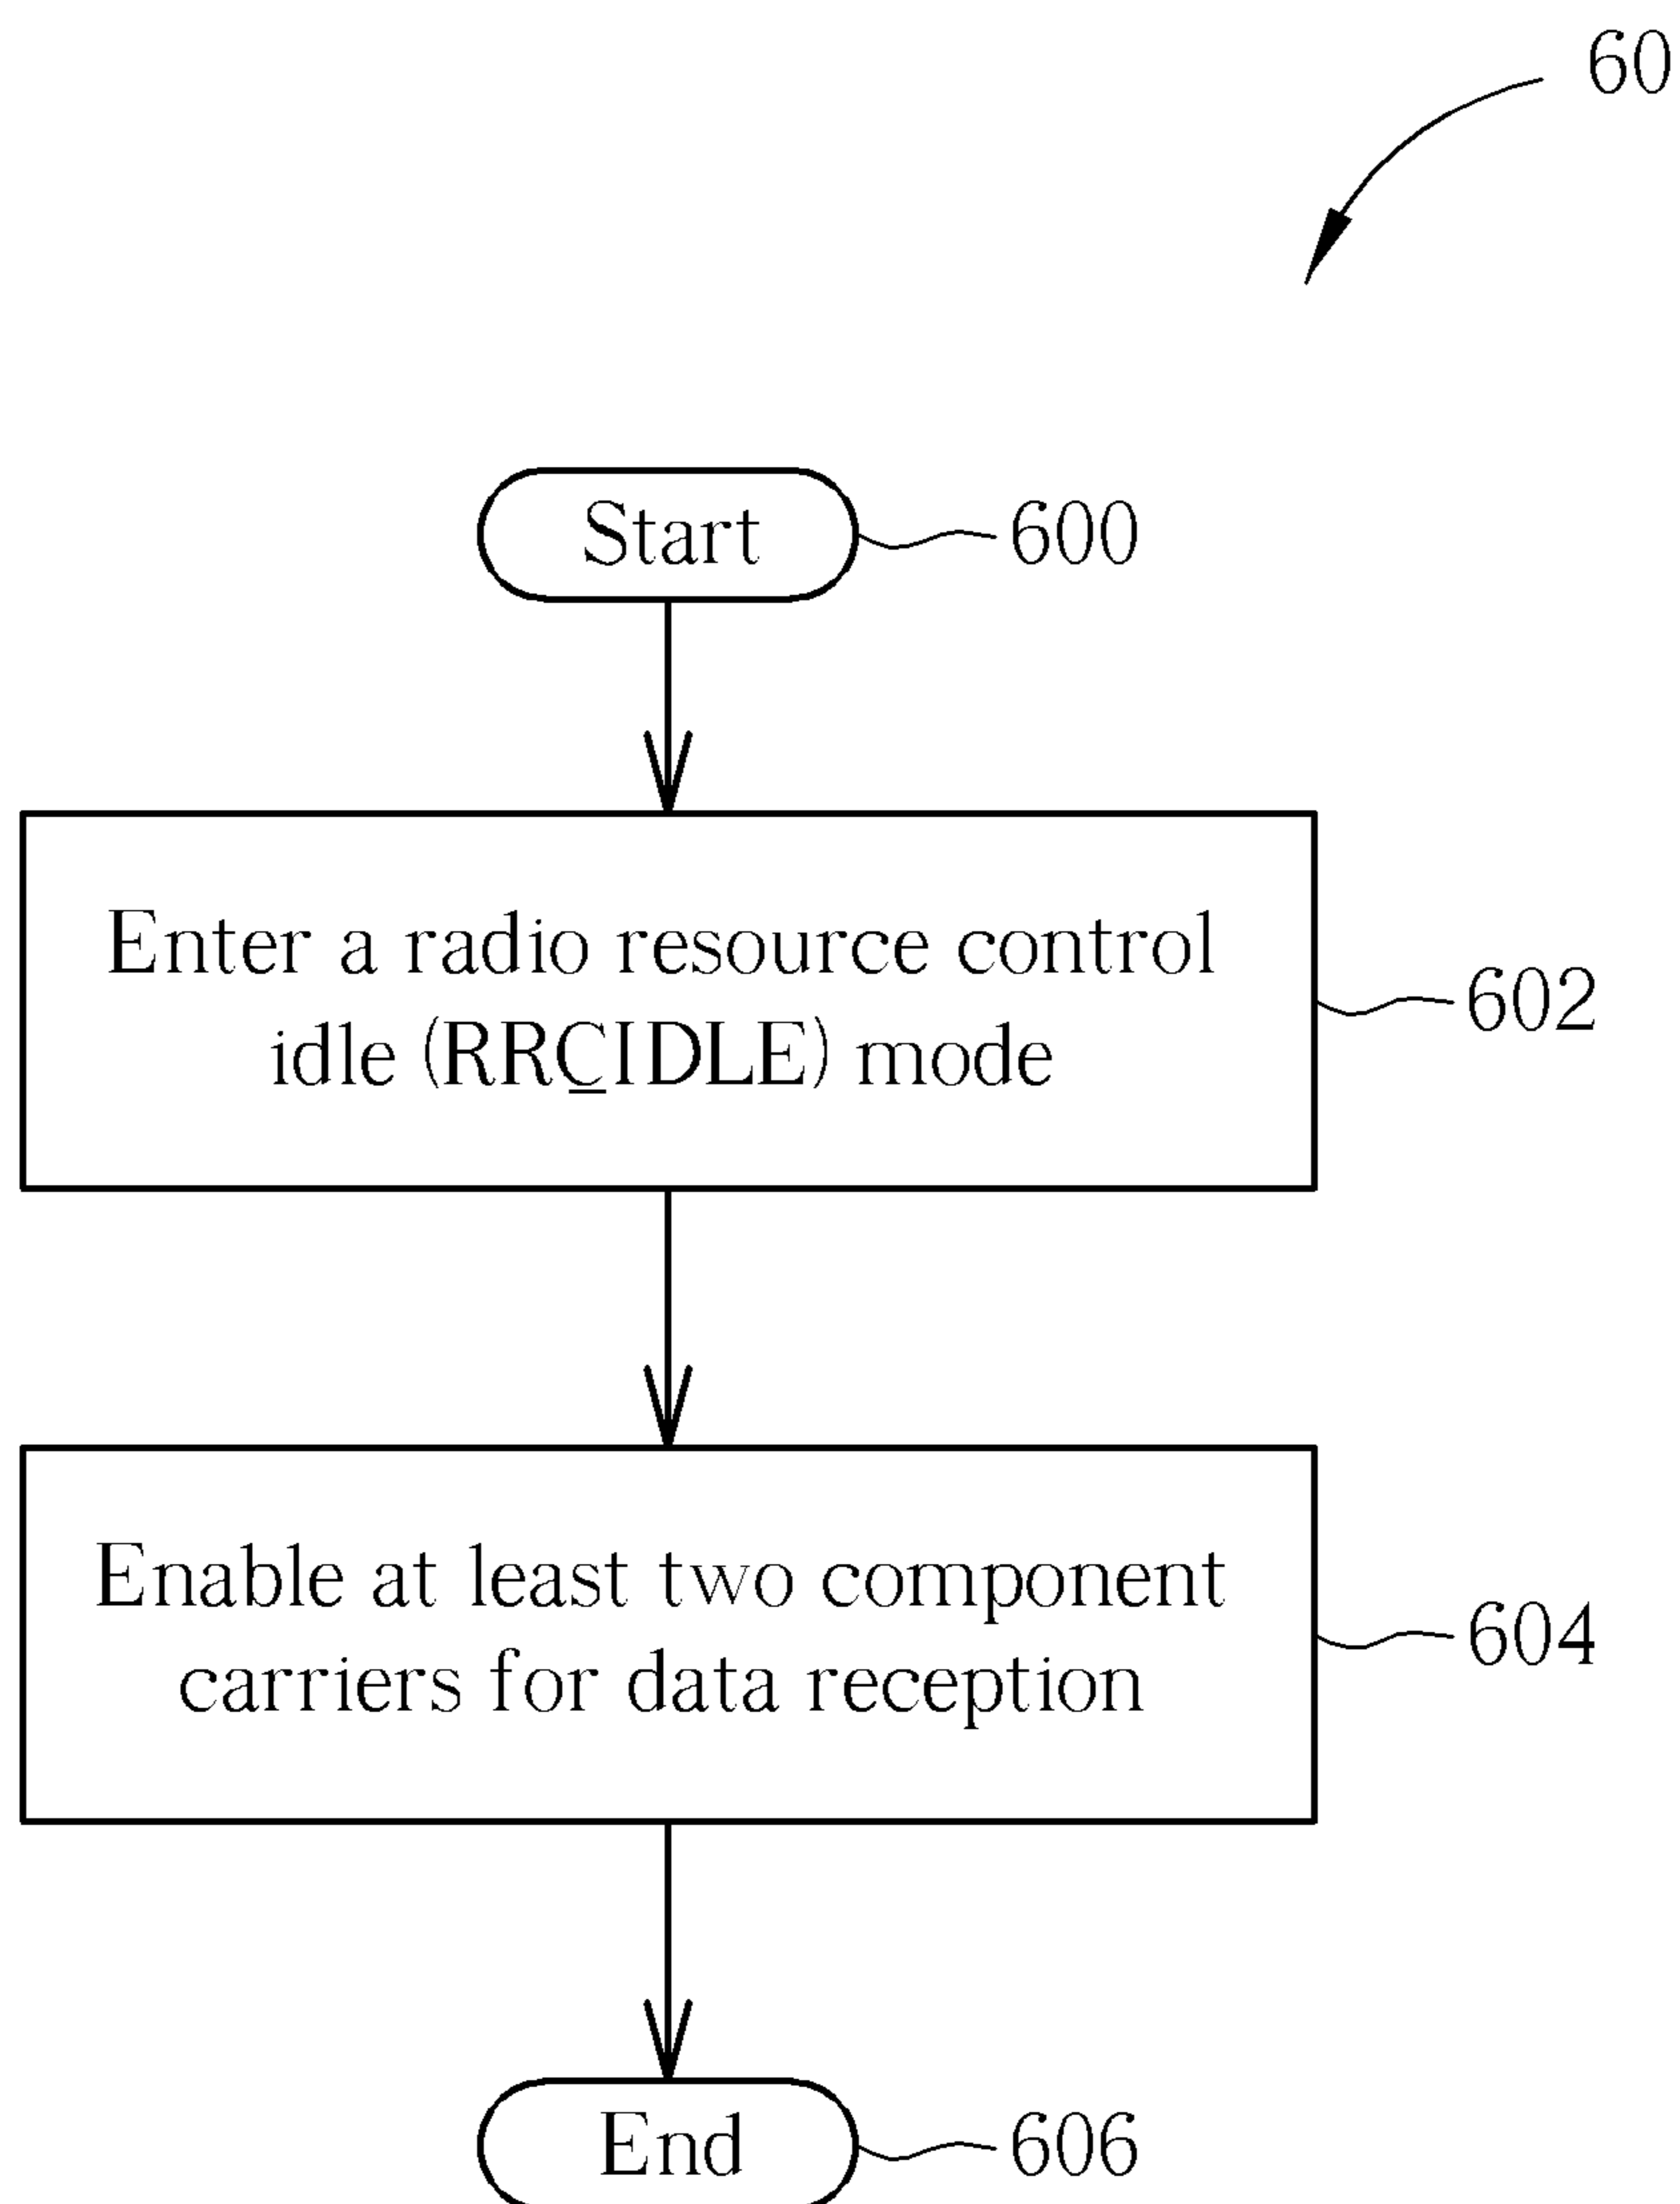 60
Start
600
Enter a radio resource control
idle (RRC_IDLE) mode
602
Enable at least two component
carriers for data reception
604
End
606